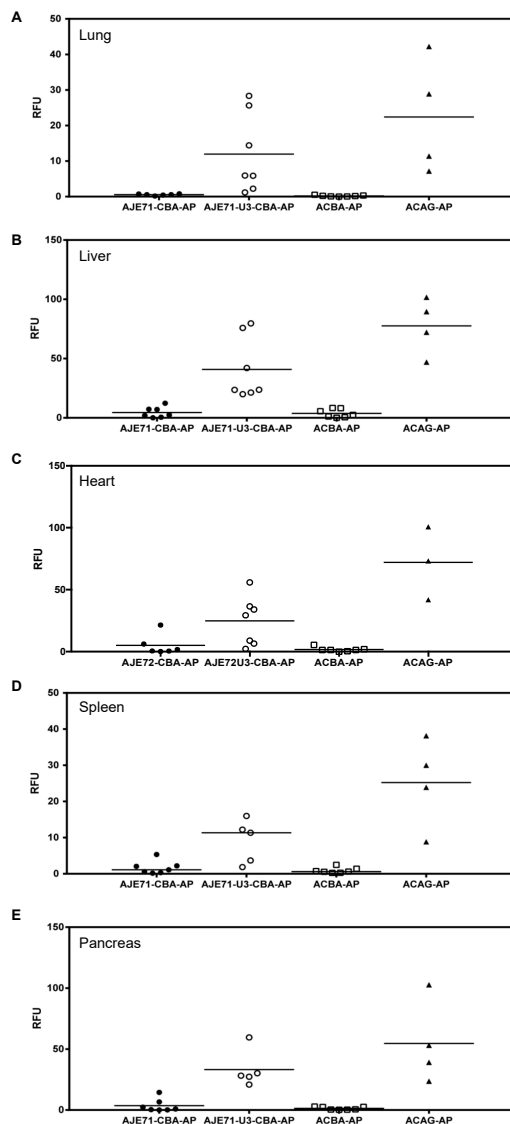 A
Lung
50
40
30
20
10
0
RFU
AJE71-CBA-AP AJE71-U3-CBA-AP ACBA-AP ACAG-AP
B
Liver
150
100
50
0
RFU
AJE71-CBA-AP AJE71-U3-CBA-AP ACBA-AP ACAG-AP
C
Heart
150
100
50
0
RFU
AJE72-CBA-AP AJE72U3-CBA-AP ACBA-AP ACAG-AP
D
Spleen
50
40
30
20
10
0
RFU
AJE71-CBA-AP AJE71-U3-CBA-AP ACBA-AP ACAG-AP
E
Pancreas
150
100
50
0
RFU
AJE71-CBA-AP AJE71-U3-CBA-AP ACBA-AP ACAG-AP